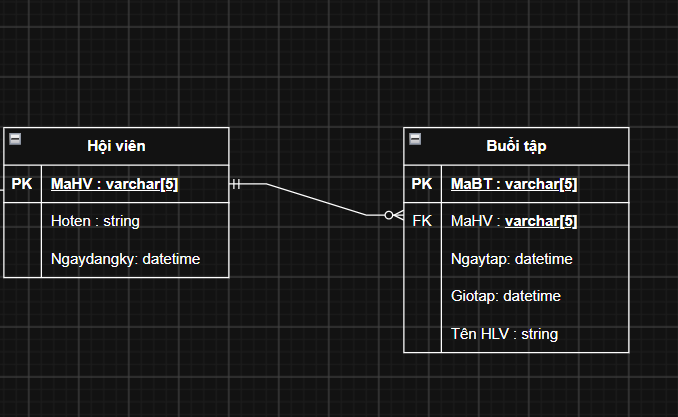 Hội viên
PK MaHV : varchar[5]
Hoten : string
Ngaydangky: datetime
Buổi tập
PK MaBT : varchar[5]
FK MaHV : varchar[5]
Ngaytap: datetime
Giotap: datetime
Tên HLV : string